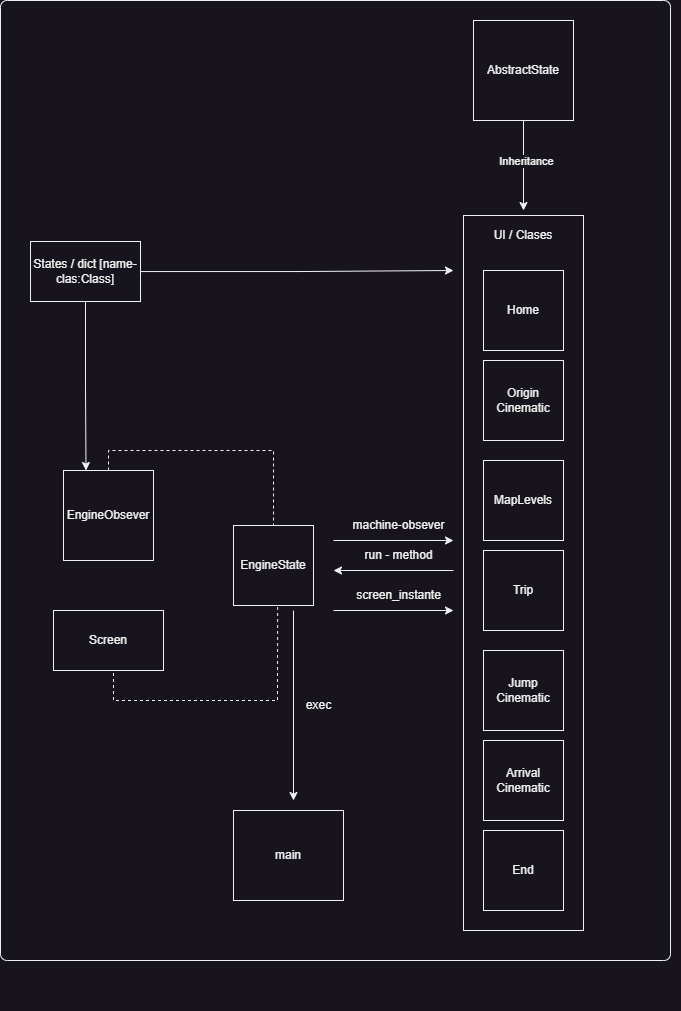 AbstractState
Inheritance
UI / Clases
States / dict [name-
clas:Class]
Home
Origin
Cinematic
MapLevels
EngineObsever
machine-obsever
run - method
EngineState
screen_instante
Trip
Screen
Jump
Cinematic
exec
Arrival
Cinematic
main
End